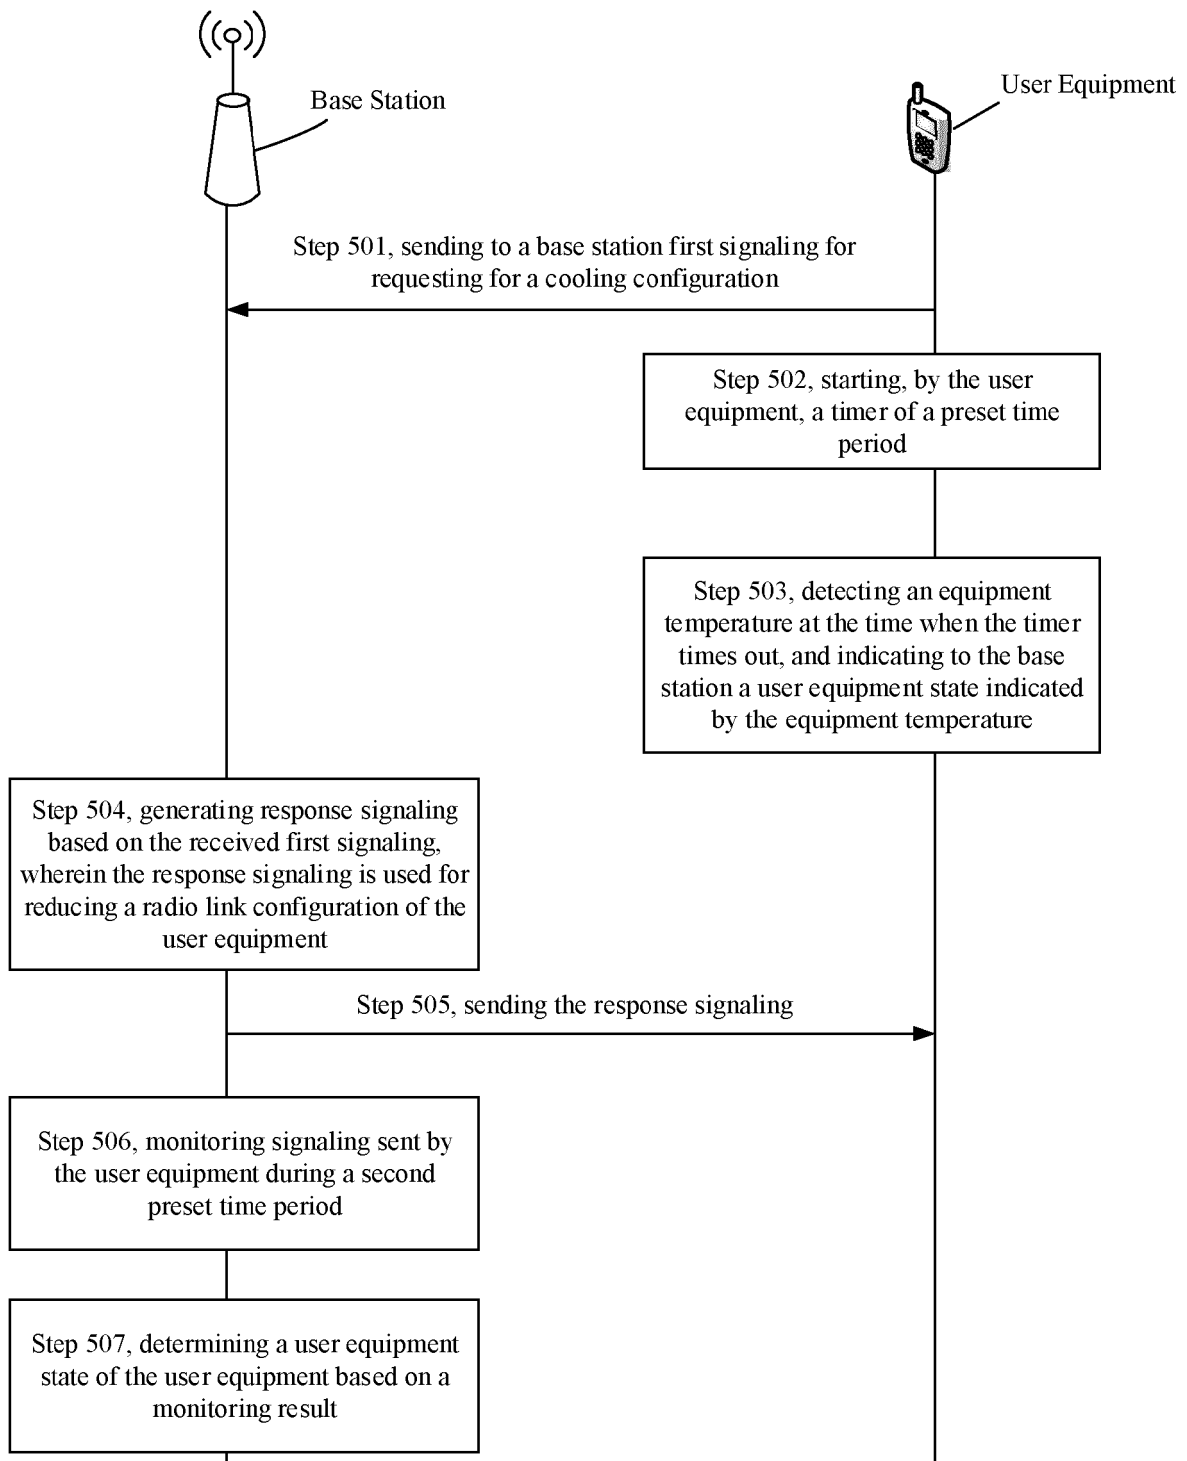 Base Station
User Equipment
Step 501, sending to a base station first signaling for
requesting for a cooling configuration
Step 502, starting, by the user
equipment, a timer of a preset time
period
Step 503, detecting an equipment
temperature at the time when the timer
times out, and indicating to the base
station a user equipment state indicated
by the equipment temperature
Step 504, generating response signaling
based on the received first signaling,
wherein the response signaling is used for
reducing a radio link configuration of the
user equipment
Step 505, sending the response signaling
Step 506, monitoring signaling sent by
the user equipment during a second
preset time period
Step 507, determining a user equipment
state of the user equipment based on a
monitoring result